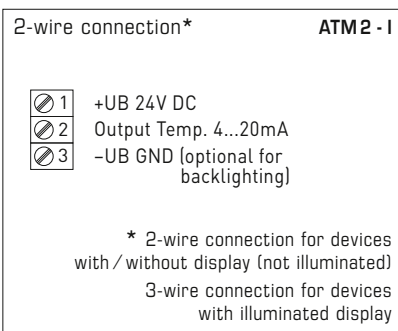 2-wire connection* ATM 2 - I
1 +UB 24V DC
2 Output Temp. 4...20mA
3 –UB GND (optional for
backlighting)
* 2-wire connection for devices
with / without display (not illuminated)
3-wire connection for devices
with illuminated display